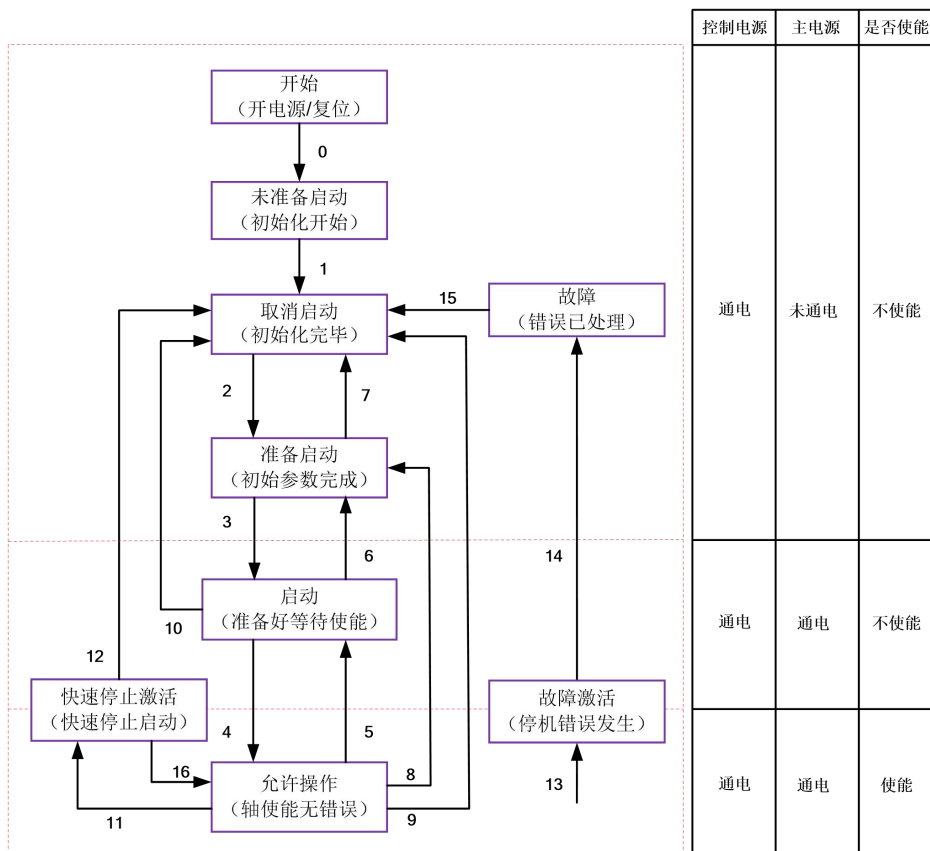 控制电源 主电源 是否使能
开始
（开电源/复位）
0
未准备启动
（初始化开始）
1
取消启动
（初始化完毕）
15
故障
（错误已处理）
通电 未通电 不使能
2
7
准备启动
（初始参数完成）
3
6
14
启动
（准备好等待使能）
10
通电 通电 不使能
12
快速停止激活
（快速停止启动）
4
5
故障激活
（停机错误发生）
16
允许操作
（轴使能无错误）
8
13
通电 通电 使能
11
9